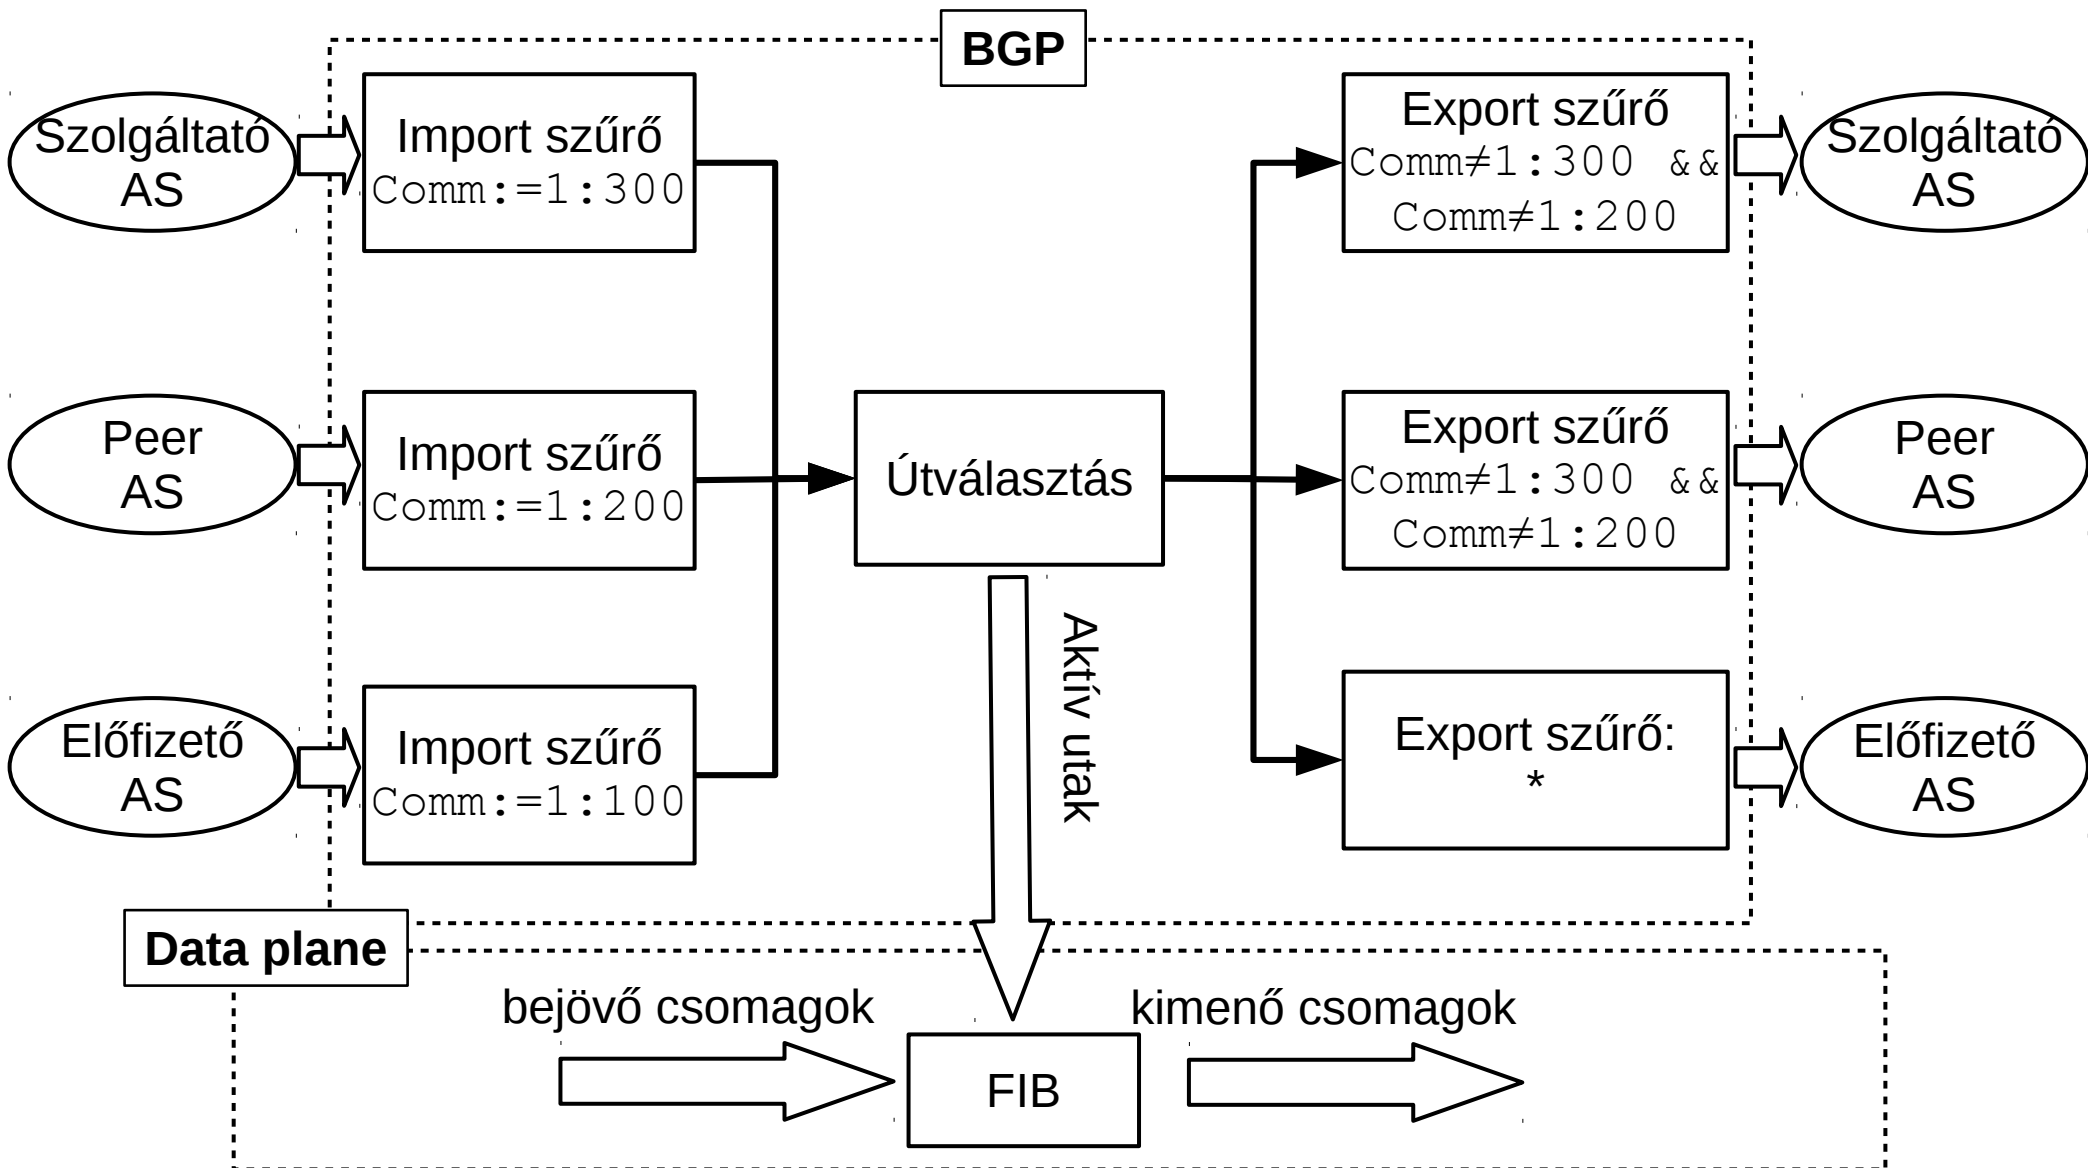 BGP
Szolgáltató
AS
Import szűrő
Comm:=1:300
Export szűrő
Comm≠1:300 &&
Comm≠1:200
Szolgáltató
AS
Peer
AS
Import szűrő
Comm:=1:200
Útválasztás
Export szűrő
Comm≠1:300 &&
Comm≠1:200
Peer
AS
Aktív utak
Előfizető
AS
Import szűrő
Comm:=1:100
Export szűrő:
*
Előfizető
AS
Data plane
bejövő csomagok
kimenő csomagok
FIB